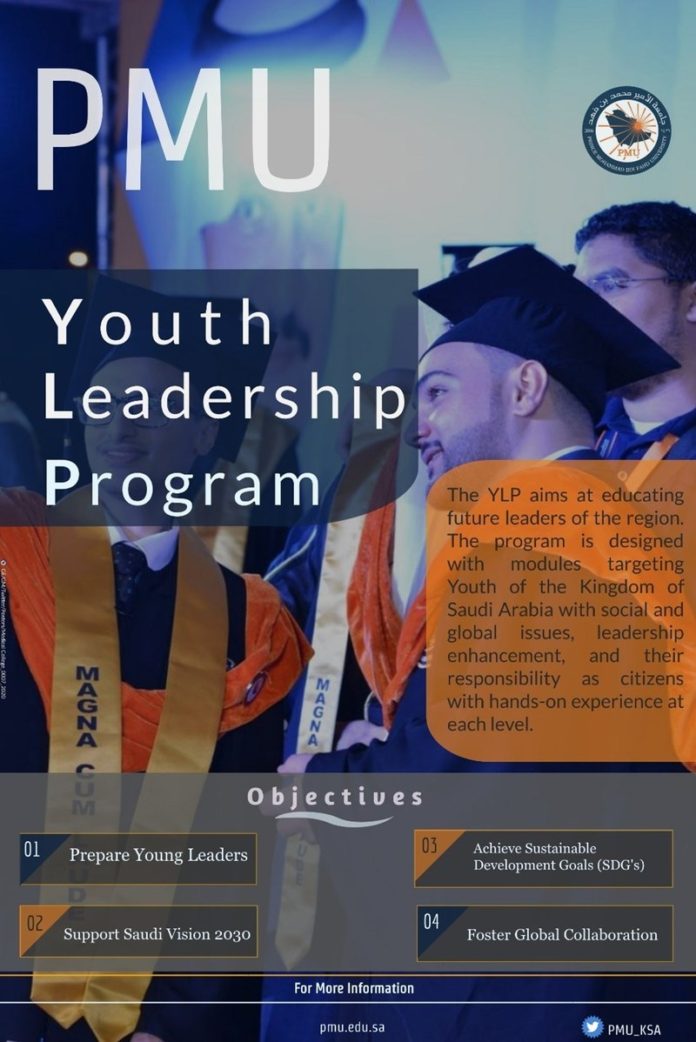 PMU
جامعة الأمير محمد بن فهد
PMU
PRINCE MOHAMMAD BIN FAHD UNIVERSITY
Youth
Leadership
Program
The YLP aims at educating
future leaders of the region.
The program is designed
with modules targeting
Youth of the Kingdom of
Saudi Arabia with social and
global issues, leadership
enhancement, and their
responsibility as citizens
with hands-on experience at
each level.
MAGNA
CUM
UDE
MAGNA
UDE
Objectives
01
Prepare Young Leaders
02
Support Saudi Vision 2030
03
Achieve Sustainable
Development Goals (SDG's)
04
Foster Global Collaboration
For More Information
pmu.edu.sa
PMU_KSA